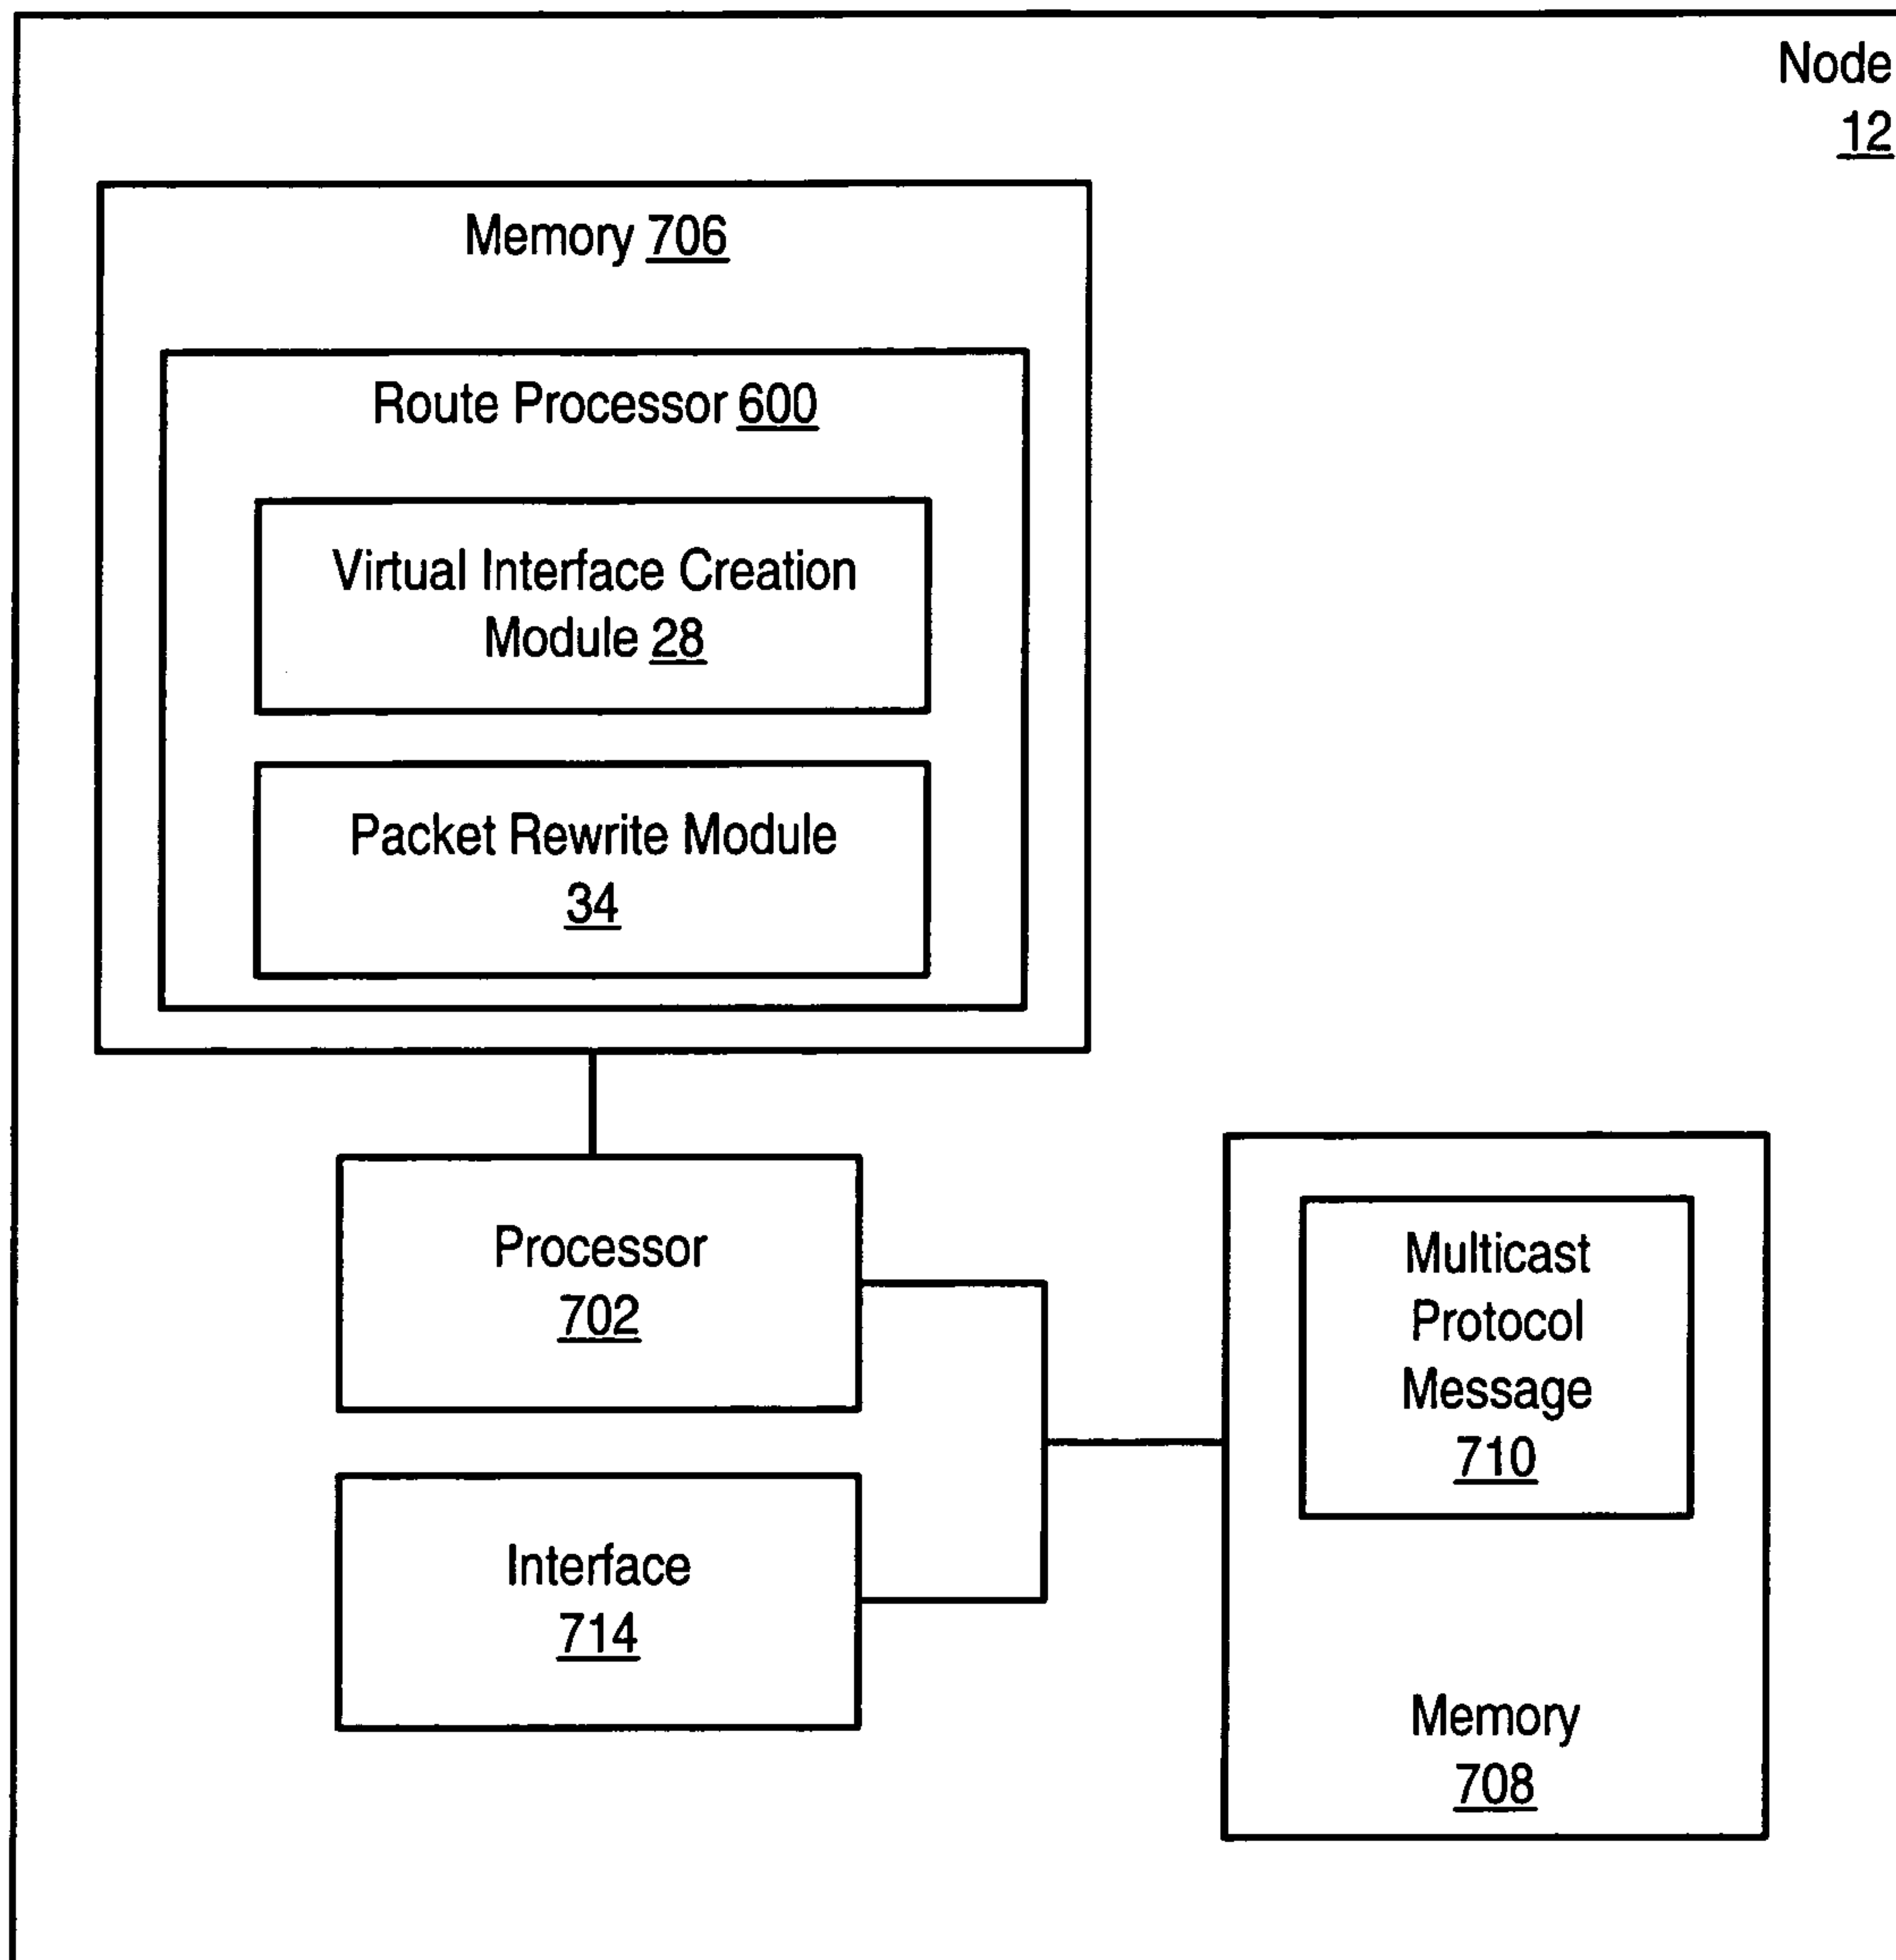 Node
12
Memory 706
Route Processor 600
Virtual Interface Creation
Module 28
Packet Rewrite Module
34
Processor
702
Interface
714
Multicast
Protocol
Message
710
Memory
708